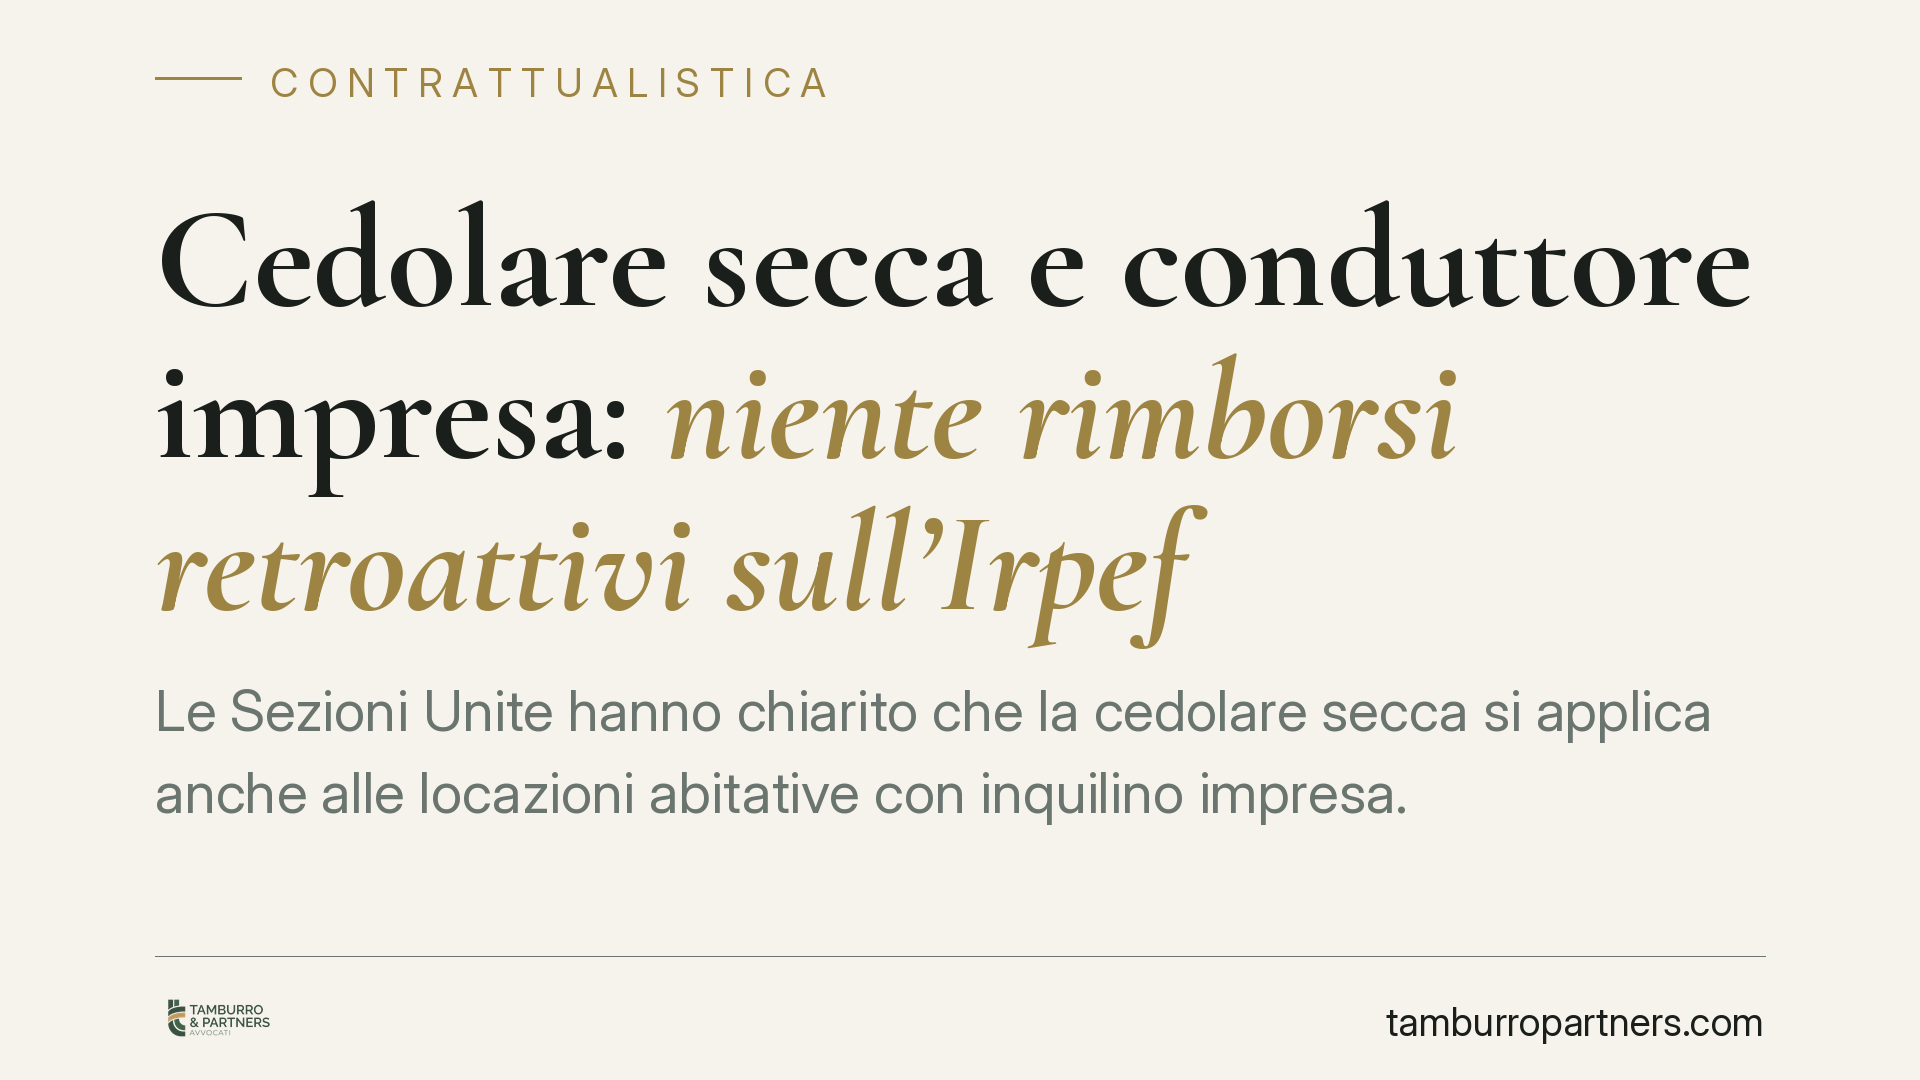 CONTRATTUALISTICA
Cedolare secca e conduttore
impresa: niente rimborsi
retroattivi sull’Irpef
Le Sezioni Unite hanno chiarito che la cedolare secca si applica
anche alle locazioni abitative con inquilino impresa.
TAMBURRO
& PARTNERS
AVVOCATI
tamburropartners.com